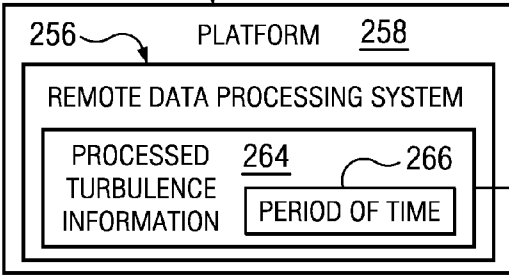 256 PLATFORM 258
REMOTE DATA PROCESSING SYSTEM
PROCESSED 264 266
TURBULENCE
INFORMATION PERIOD OF TIME